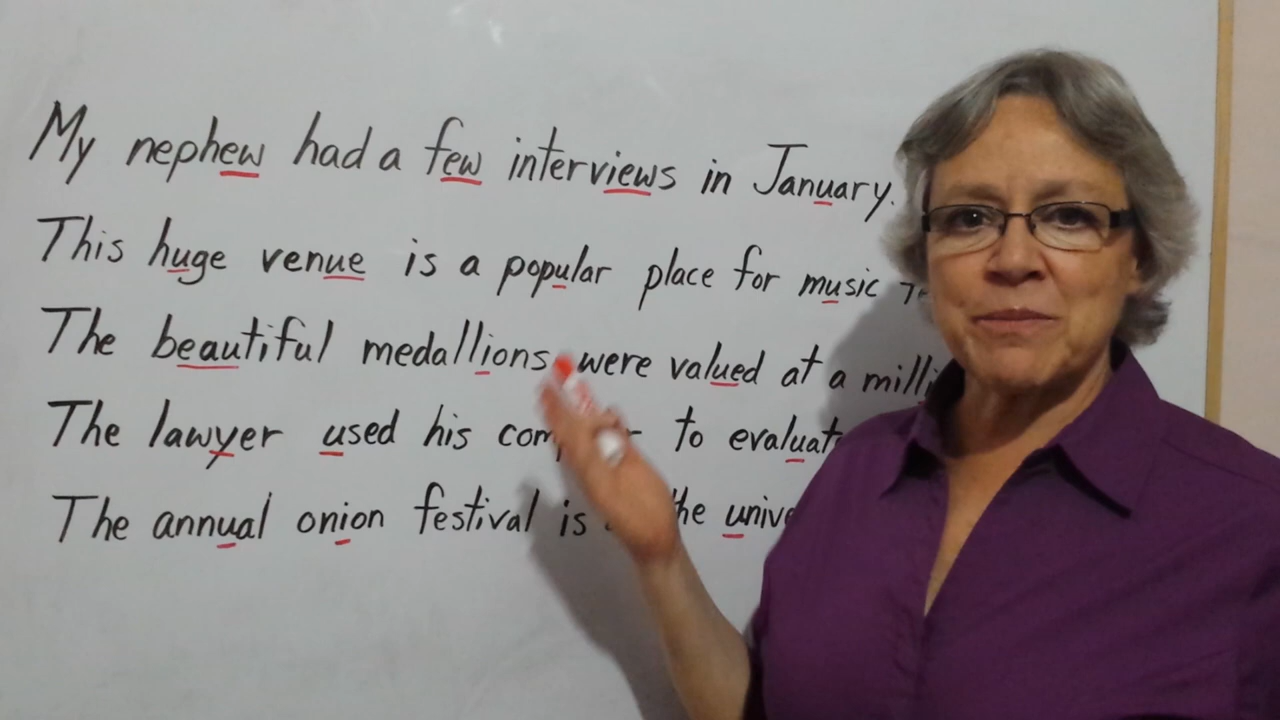 My nephew had a few interviews in January.
This huge venue is a popular place for music
The beautiful medallions were valued at a
The lawyer used his to
The annual onion festival is the